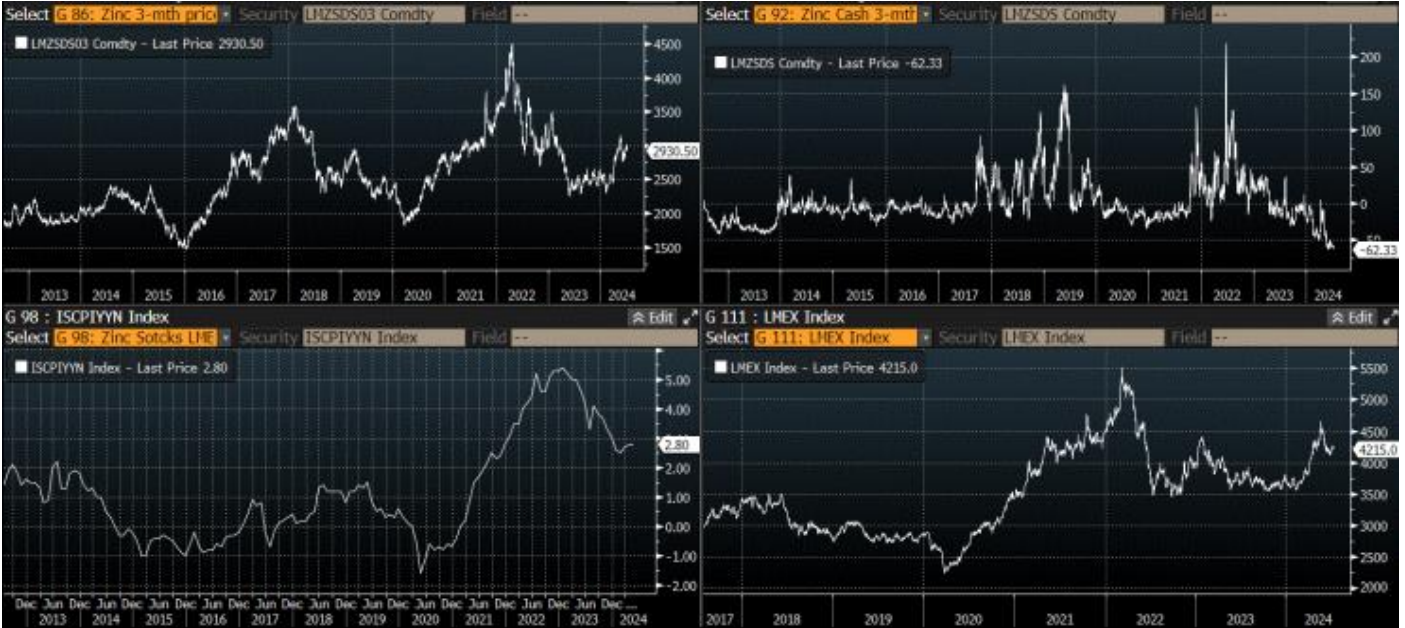 Select G 86: Zinc 3-mth price Security LMZSDS03 Comdty Field --
LMZSDS03 Comdty - Last Price 2930.50
4500
4000
3500
2930.50
2500
2000
1500
2013 2014 2015 2016 2017 2018 2019 2020 2021 2022 2023 2024
Select G 92: Zinc Cash 3-mth Security LMZSDS Comdty Field --
LMZSDS Comdty - Last Price -62.33
200
150
100
50
0
-50
-62.33
2013 2014 2015 2016 2017 2018 2019 2020 2021 2022 2023 2024
G 98 : ISCPIYYN Index Edit
Select G 98: Zinc Sotcks LME Security ISCPIYYN Index Field --
ISCPIYYN Index - Last Price 2.80
5.00
4.00
2.80
2.00
1.00
0.00
-1.00
-2.00
Dec Jun Dec Jun Dec Jun Dec Jun Dec Jun Dec Jun Dec Jun Dec Jun Dec Jun Dec Jun Dec Jun Dec ...
2013 2014 2015 2016 2017 2018 2019 2020 2021 2022 2023 2024
G 111 : LMEX Index Edit
Select G 111: LMEX Index Security LMEX Index Field --
LMEX Index - Last Price 4215.0
5500
5000
4500
4215.0
4000
3500
3000
2500
2000
2017 2018 2019 2020 2021 2022 2023 2024